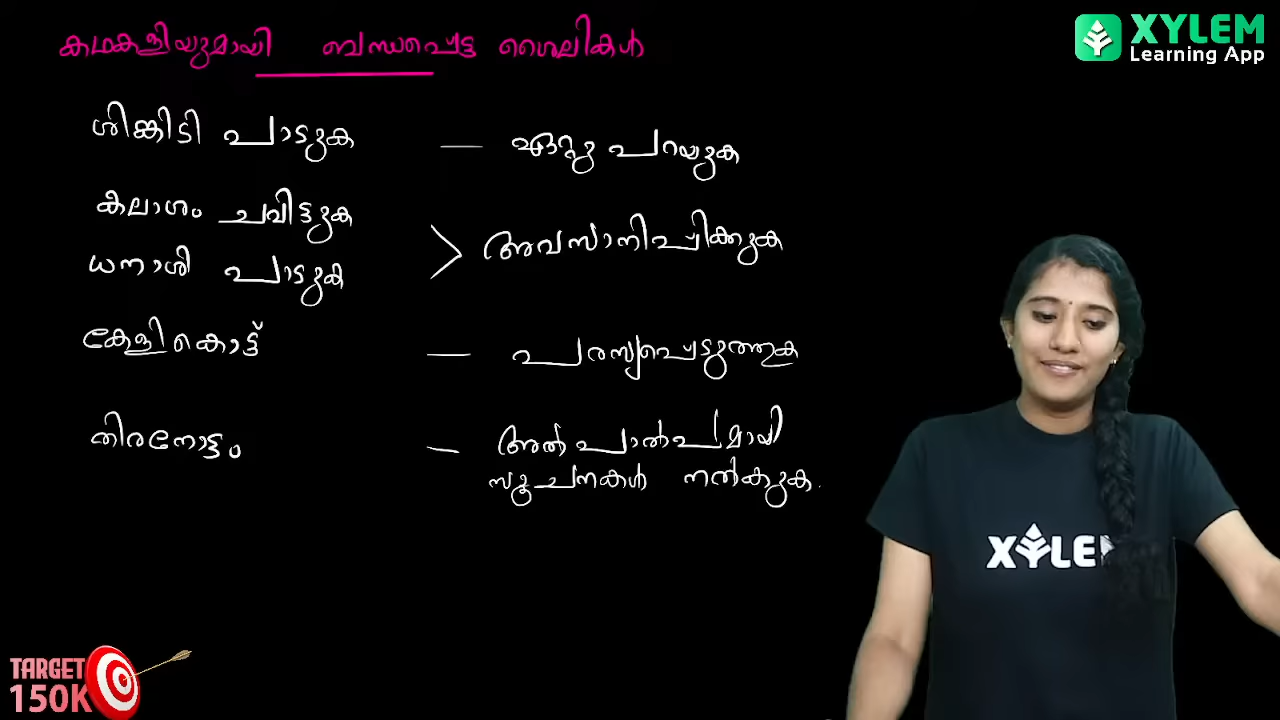 കഥകളിയുമായി ബന്ധപ്പെട്ട ശൈലികൾ
XYLEM
Learning App
ശിങ്കിടി പാടുക — ഏറ്റു പറയുക
കലാശം ചവിട്ടുക
ധനാശി പാടുക > അവസാനിപ്പിക്കുക
കേളികൊട്ട് — പരസ്യപ്പെടുത്തുക
തിരനോട്ടം — അൽപാൽപമായി
സൂചനകൾ നൽകുക.
XYLEM
TARGET
150K